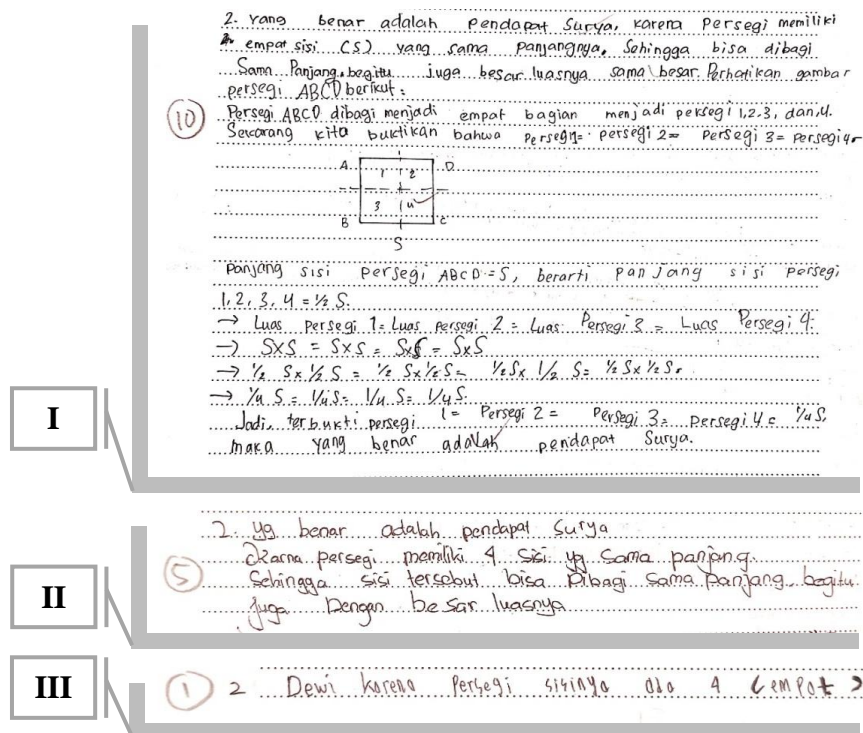 2. Yang benar adalah pendapat Surya, karena persegi memiliki
empat sisi (s) yang sama panjangnya. Sehingga bisa dibagi
Sama Panjang, begitu juga besar luasnya sama besar. Perhatikan gambar
persegi ABCD berikut:
10
Persegi ABCD dibagi menjadi empat bagian menjadi persegi 1,2,3, dan, 4.
Sekarang kita buktikan bahwa persegi 1= persegi 2= persegi 3= persegi 4.
A D
1 2
3 4
B C
S
Panjang sisi persegi ABCD = S, berarti panjang sisi persegi
1, 2, 3, 4 = ½ S.
→ Luas persegi 1= Luas persegi 2 = Luas Persegi 3 = Luas Persegi 4.
→ S×S = S×S = S×S = S×S
→ ½ S× ½ S = ½ S×½ S= ½ S× 1/2 S= ½ S× ½ S.
→ ¼ S = ¼ S= ¼ S= ¼ S.
I
Jadi, terbukti persegi 1= Persegi 2 = Persegi 3= persegi 4= ¼ S,
maka yang benar adalah pendapat Surya.
2. yg benar adalah pendapat Surya
karna persegi memiliki 4 sisi yg sama panjang.
5
Sehingga sisi tersebut bisa Dibagi sama panjang, begitu
II
juga Dengan besar luasnya
III
1
2 Dewi karena Persegi sisinya ada 4 (empat)